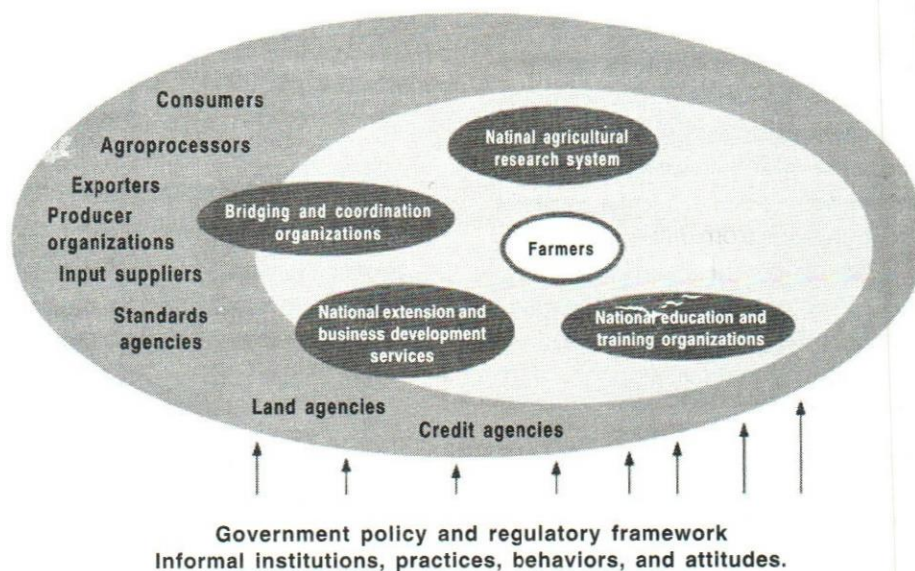 Consumers
Agroprocessors
Exporters
Producer
organizations
Input suppliers
Standards
agencies
Land agencies
Credit agencies
Natinal agricultural
research system
Bridging and coordination
organizations
Farmers
National extension and
business development
services
National education and
training organizations
Government policy and regulatory framework
Informal institutions, practices, behaviors, and attitudes.